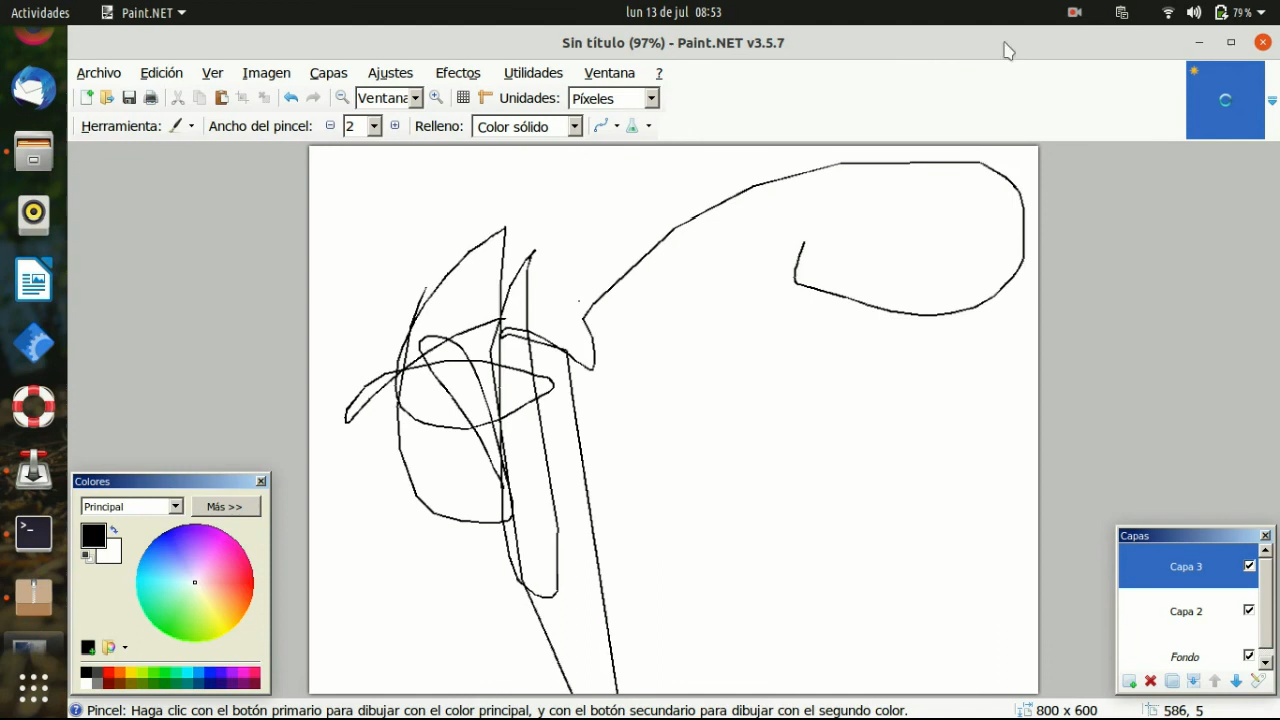 Actividades
Paint.NET
lun 13 de jul 08:53
79%
Sin título (97%) - Paint.NET v3.5.7
Archivo Edición Ver Imagen Capas Ajustes Efectos Utilidades Ventana ?
Ventana Unidades: Píxeles
Herramienta: Ancho del pincel: 2 Relleno: Color sólido
Colores
Principal Más >>
Capas
Capa 3
Capa 2
Fondo
Pincel: Haga clic con el botón primario para dibujar con el color principal, y con el botón secundario para dibujar con el segundo color.
800 x 600
586, 5